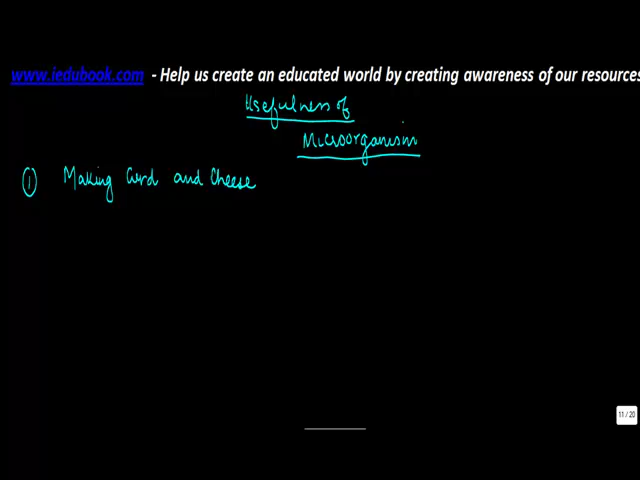 www.iedubook.com - Help us create an educated world by creating awareness of our resources
Usefulness of
Microorganism
① Making Curd and Cheese
11 / 20